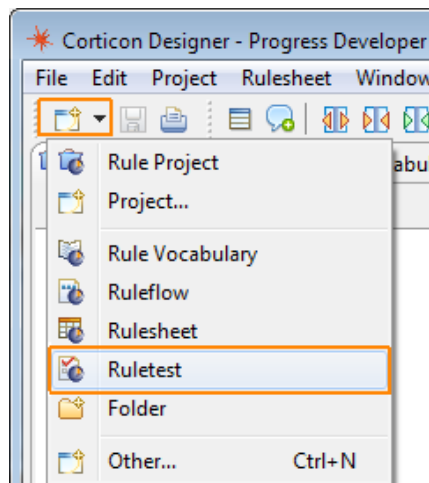 Corticon Designer - Progress Developer
File Edit Project Rulesheet Window
Rule Project
Project...
Rule Vocabulary
Ruleflow
Rulesheet
Ruletest
Folder
Other... Ctrl+N